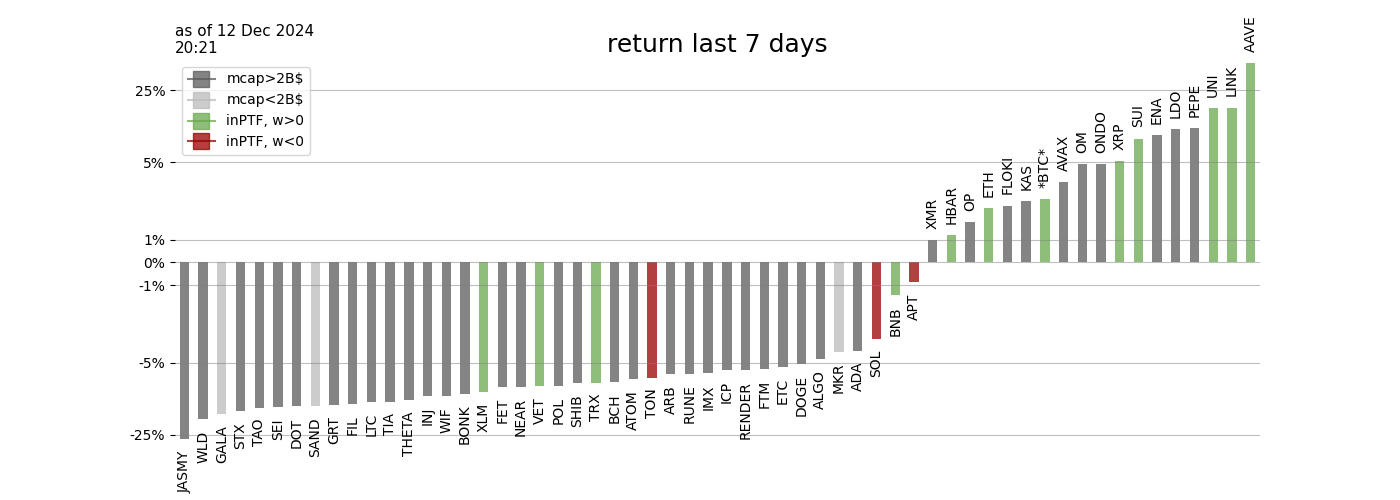 as of 12 Dec 2024
20:21
return last 7 days
mcap>2B$
mcap<2B$
inPTF, w>0
inPTF, w<0
25%
5%
1%
0%
-1%
-5%
-25%
JASMY
WLD
GALA
STX
TAO
SEI
DOT
SAND
GRT
FIL
LTC
TIA
THETA
INJ
WIF
BONK
XLM
FET
NEAR
VET
POL
SHIB
TRX
BCH
ATOM
TON
ARB
RUNE
IMX
ICP
RENDER
FTM
ETC
DOGE
ALGO
MKR
ADA
SOL
BNB
APT
XMR
HBAR
OP
ETH
FLOKI
KAS
*BTC*
AVAX
OM
ONDO
XRP
SUI
ENA
LDO
PEPE
UNI
LINK
AAVE